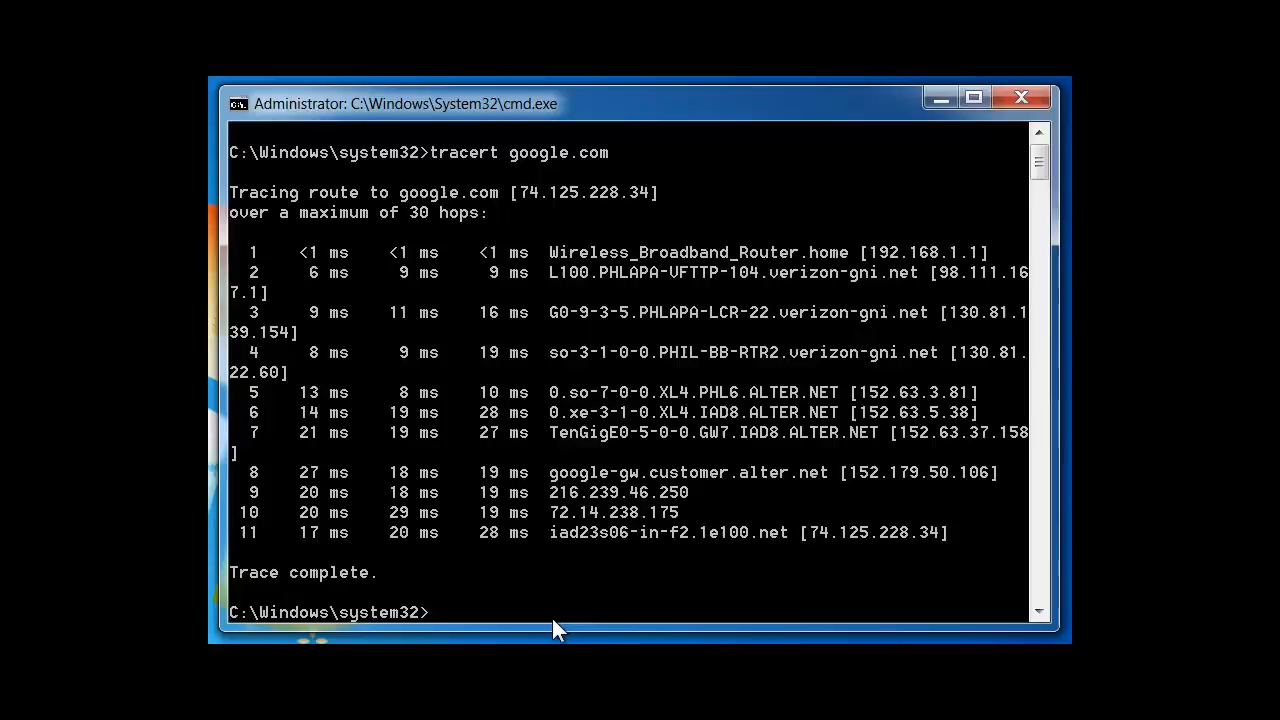 Administrator: C:\Windows\System32\cmd.exe
C:\Windows\system32>tracert google.com
Tracing route to google.com [74.125.228.34]
over a maximum of 30 hops:
1 <1 ms <1 ms <1 ms Wireless_Broadband_Router.home [192.168.1.1]
2 6 ms 9 ms 9 ms L100.PHLAPA-VFTTP-104.verizon-gni.net [98.111.16
7.1]
3 9 ms 11 ms 16 ms G0-9-3-5.PHLAPA-LCR-22.verizon-gni.net [130.81.1
39.154]
4 8 ms 9 ms 19 ms so-3-1-0-0.PHIL-BB-RTR2.verizon-gni.net [130.81.
22.60]
5 13 ms 8 ms 10 ms 0.so-7-0-0.XL4.PHL6.ALTER.NET [152.63.3.81]
6 14 ms 19 ms 28 ms 0.xe-3-1-0.XL4.IAD8.ALTER.NET [152.63.5.38]
7 21 ms 19 ms 27 ms TenGigE0-5-0-0.GW7.IAD8.ALTER.NET [152.63.37.158
]
8 27 ms 18 ms 19 ms google-gw.customer.alter.net [152.179.50.106]
9 20 ms 18 ms 19 ms 216.239.46.250
10 20 ms 29 ms 19 ms 72.14.238.175
11 17 ms 20 ms 28 ms iad23s06-in-f2.1e100.net [74.125.228.34]
Trace complete.
C:\Windows\system32>